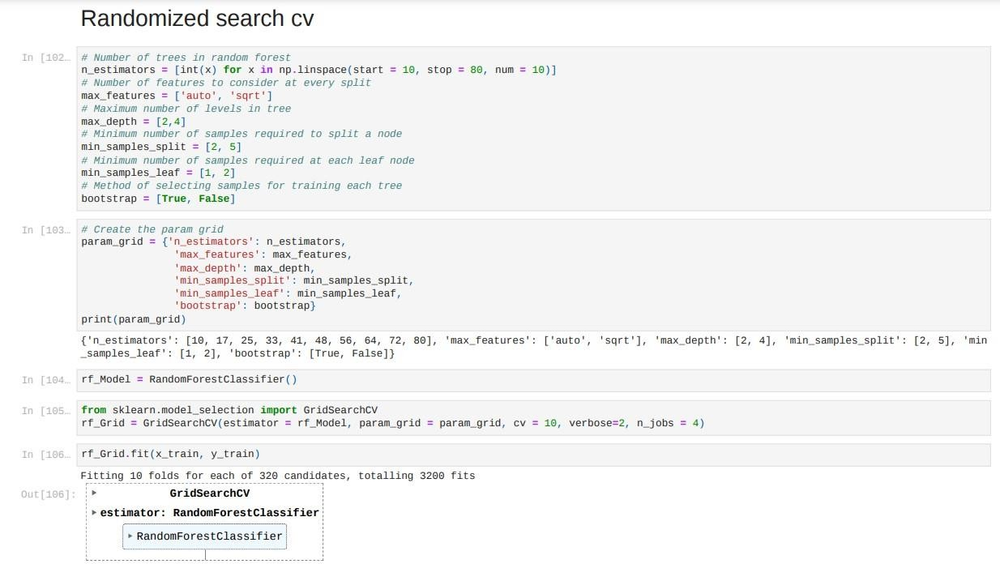 Randomized search cv
In [102…
# Number of trees in random forest
n_estimators = [int(x) for x in np.linspace(start = 10, stop = 80, num = 10)]
# Number of features to consider at every split
max_features = ['auto', 'sqrt']
# Maximum number of levels in tree
max_depth = [2,4]
# Minimum number of samples required to split a node
min_samples_split = [2, 5]
# Minimum number of samples required at each leaf node
min_samples_leaf = [1, 2]
# Method of selecting samples for training each tree
bootstrap = [True, False]
In [103…
# Create the param grid
param_grid = {'n_estimators': n_estimators,
'max_features': max_features,
'max_depth': max_depth,
'min_samples_split': min_samples_split,
'min_samples_leaf': min_samples_leaf,
'bootstrap': bootstrap}
print(param_grid)
{'n_estimators': [10, 17, 25, 33, 41, 48, 56, 64, 72, 80], 'max_features': ['auto', 'sqrt'], 'max_depth': [2, 4], 'min_samples_split': [2, 5], 'min
_samples_leaf': [1, 2], 'bootstrap': [True, False]}
In [104…
rf_Model = RandomForestClassifier()
In [105…
from sklearn.model_selection import GridSearchCV
rf_Grid = GridSearchCV(estimator = rf_Model, param_grid = param_grid, cv = 10, verbose=2, n_jobs = 4)
In [106…
rf_Grid.fit(x_train, y_train)
Fitting 10 folds for each of 320 candidates, totalling 3200 fits
Out[106]:
GridSearchCV
estimator: RandomForestClassifier
RandomForestClassifier